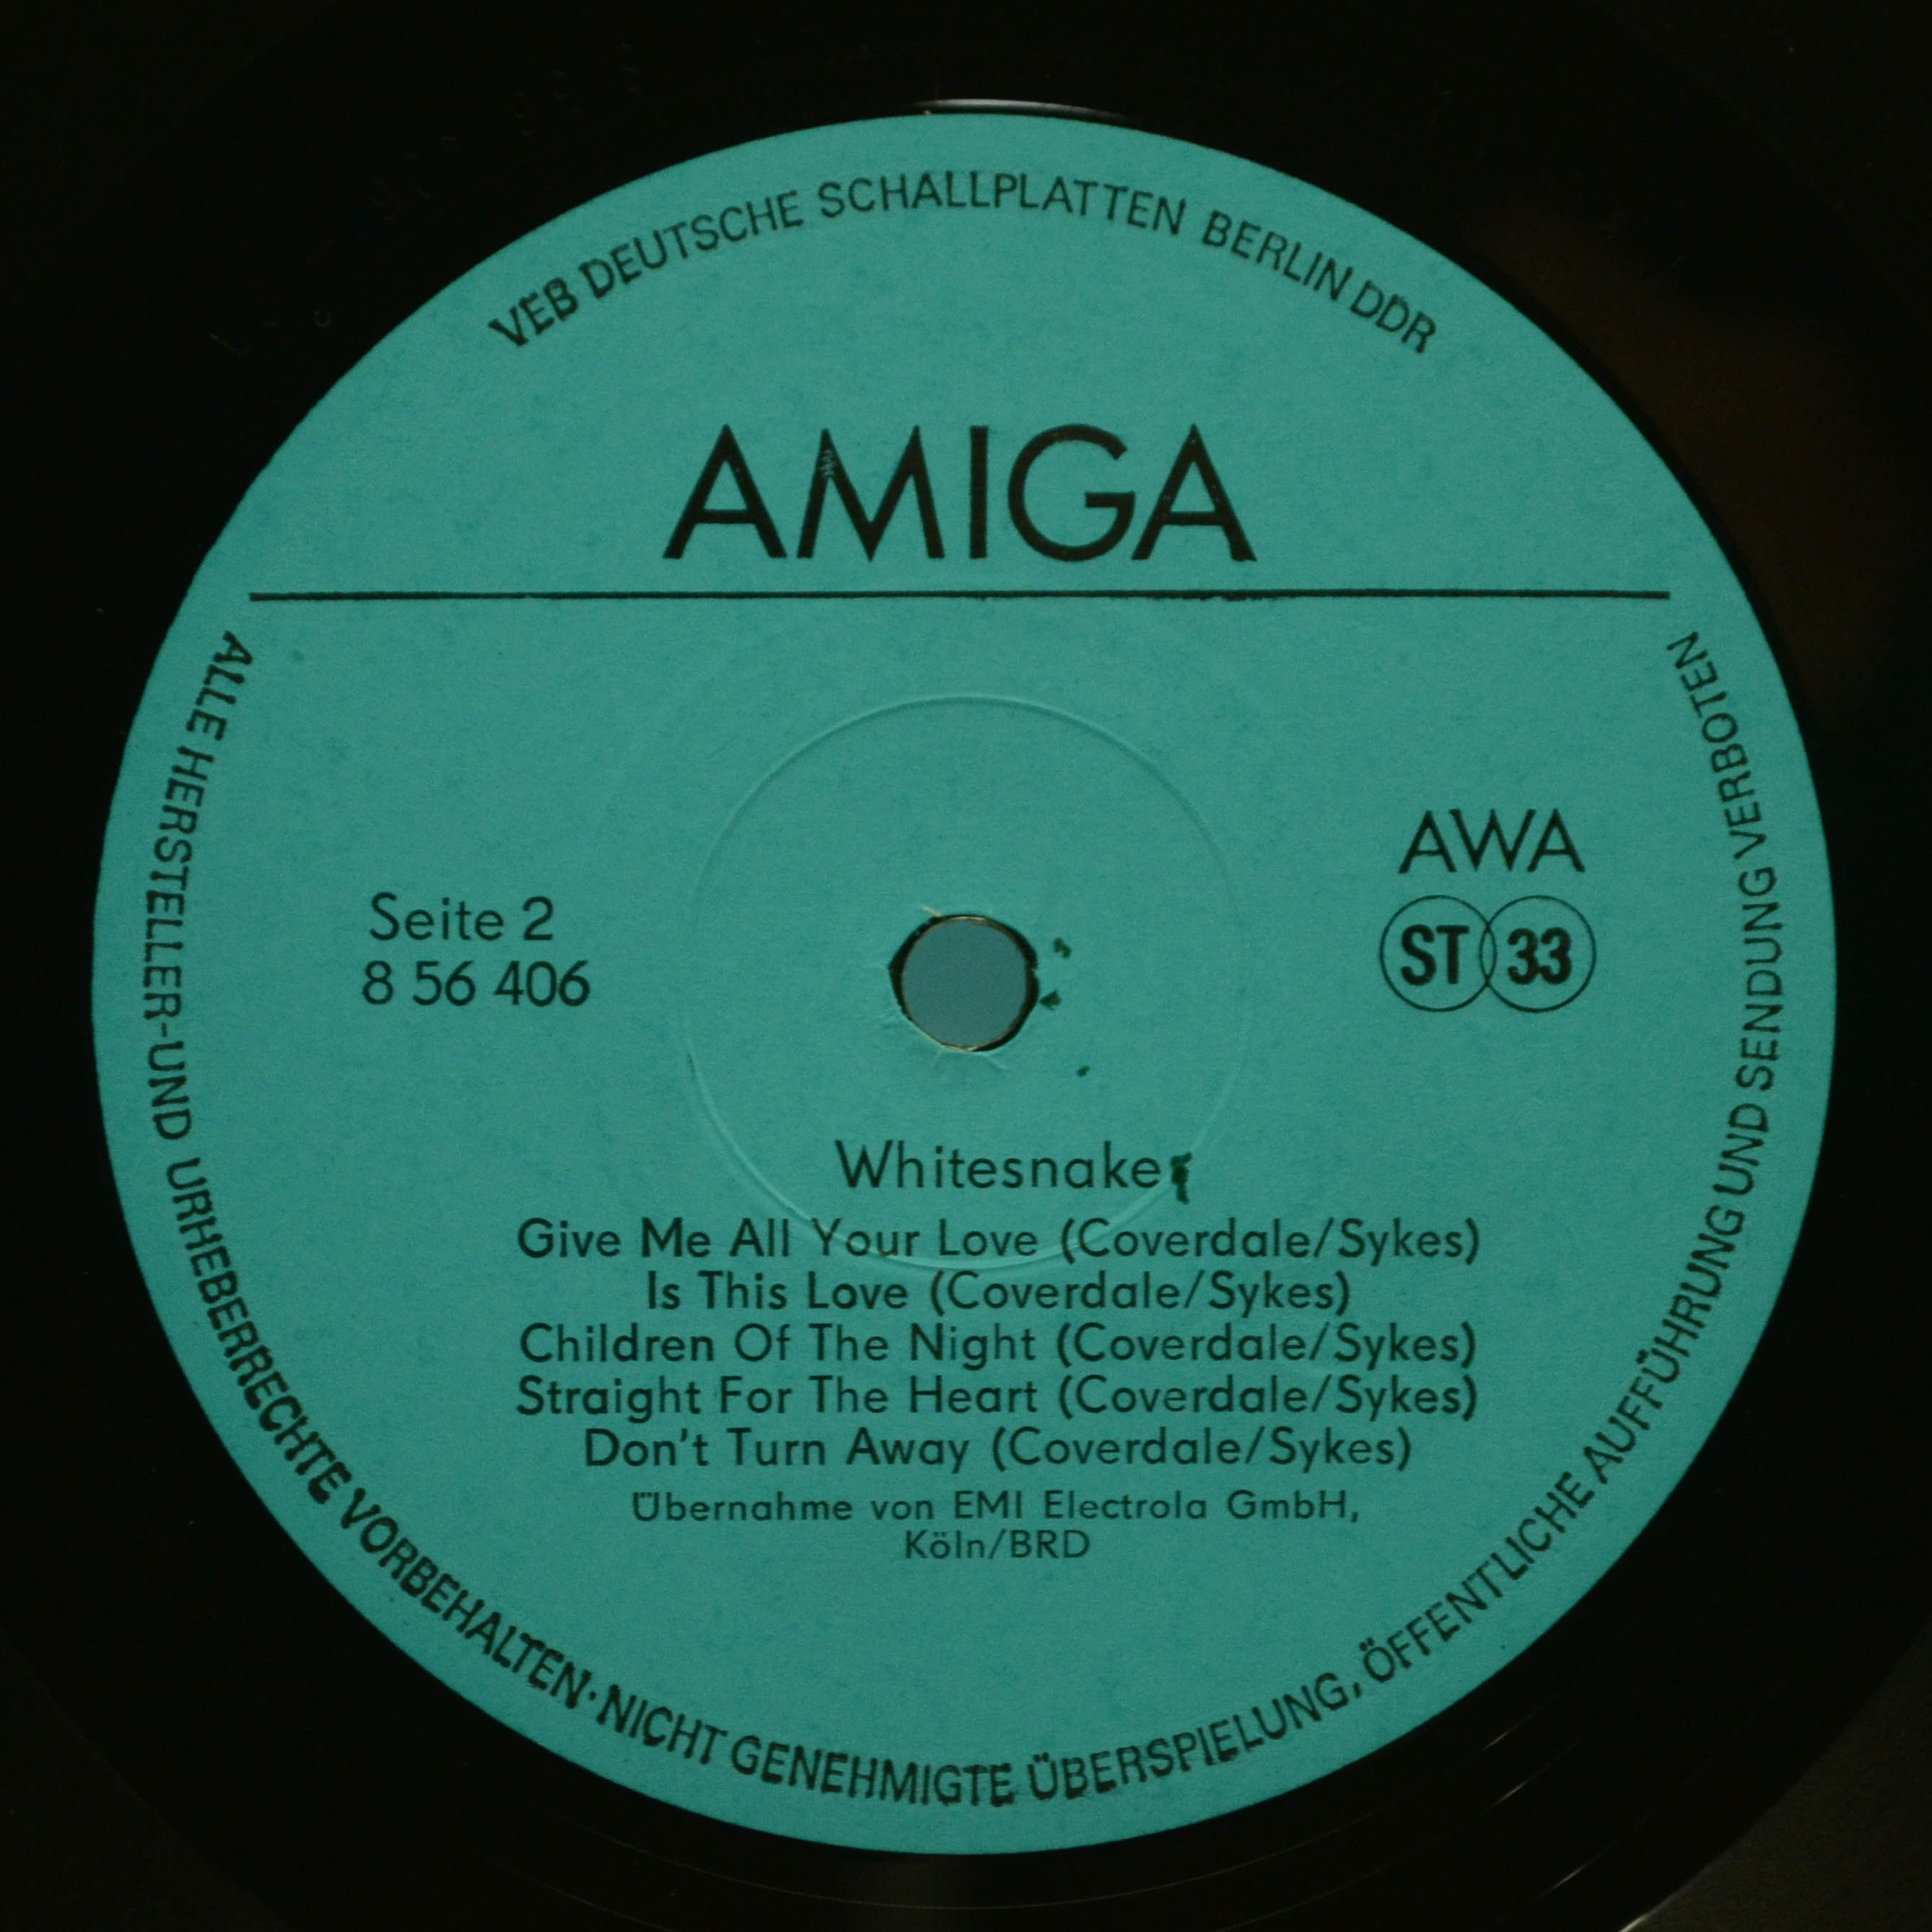 VEB DEUTSCHE SCHALLPLATTEN BERLIN DDR
AMIGA
AWA
Seite 2
8 56 406
ST 33
Whitesnake
Give Me All Your Love (Coverdale/Sykes)
Is This Love (Coverdale/Sykes)
Children Of The Night (Coverdale/Sykes)
Straight For The Heart (Coverdale/Sykes)
Don't Turn Away (Coverdale/Sykes)
Übernahme von EMI Electrola GmbH,
Köln/BRD
ALLE HERSTELLER-UND URHEBERRECHTE VORBEHALTEN·NICHT GENEHMIGTE ÜBERSPIELUNG, ÖFFENTLICHE AUFFÜHRUNG UND SENDUNG VERBOTEN